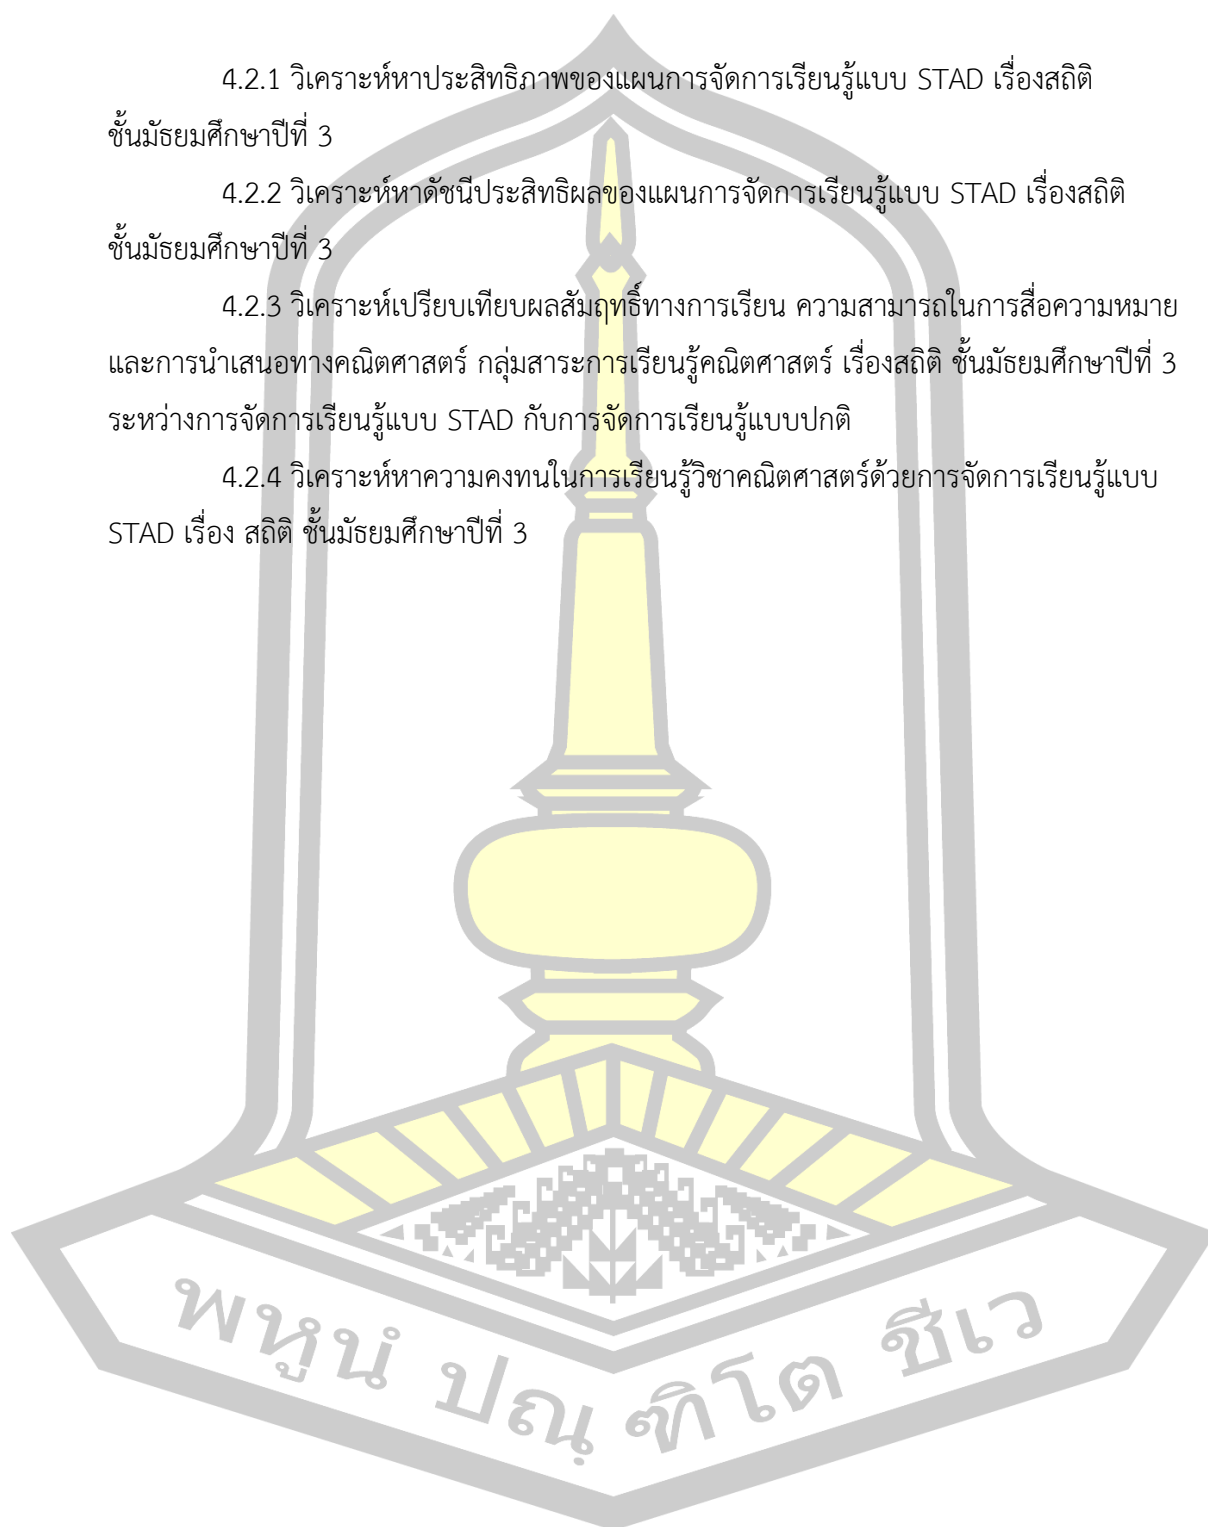 4.2.1 วิเคราะห์หาประสิทธิภาพของแผนการจัดการเรียนรู้แบบ STAD เรื่องสถิติ
ชั้นมัธยมศึกษาปีที่ 3
4.2.2 วิเคราะห์หาดัชนีประสิทธิผลของแผนการจัดการเรียนรู้แบบ STAD เรื่องสถิติ
ชั้นมัธยมศึกษาปีที่ 3
4.2.3 วิเคราะห์เปรียบเทียบผลสัมฤทธิ์ทางการเรียน ความสามารถในการสื่อความหมาย
และการนำเสนอทางคณิตศาสตร์ กลุ่มสาระการเรียนรู้คณิตศาสตร์ เรื่องสถิติ ชั้นมัธยมศึกษาปีที่ 3
ระหว่างการจัดการเรียนรู้แบบ STAD กับการจัดการเรียนรู้แบบปกติ
4.2.4 วิเคราะห์หาความคงทนในการเรียนรู้วิชาคณิตศาสตร์ด้วยการจัดการเรียนรู้แบบ
STAD เรื่อง สถิติ ชั้นมัธยมศึกษาปีที่ 3
พหูนํ ปณฺ ฑิโต ชีเว